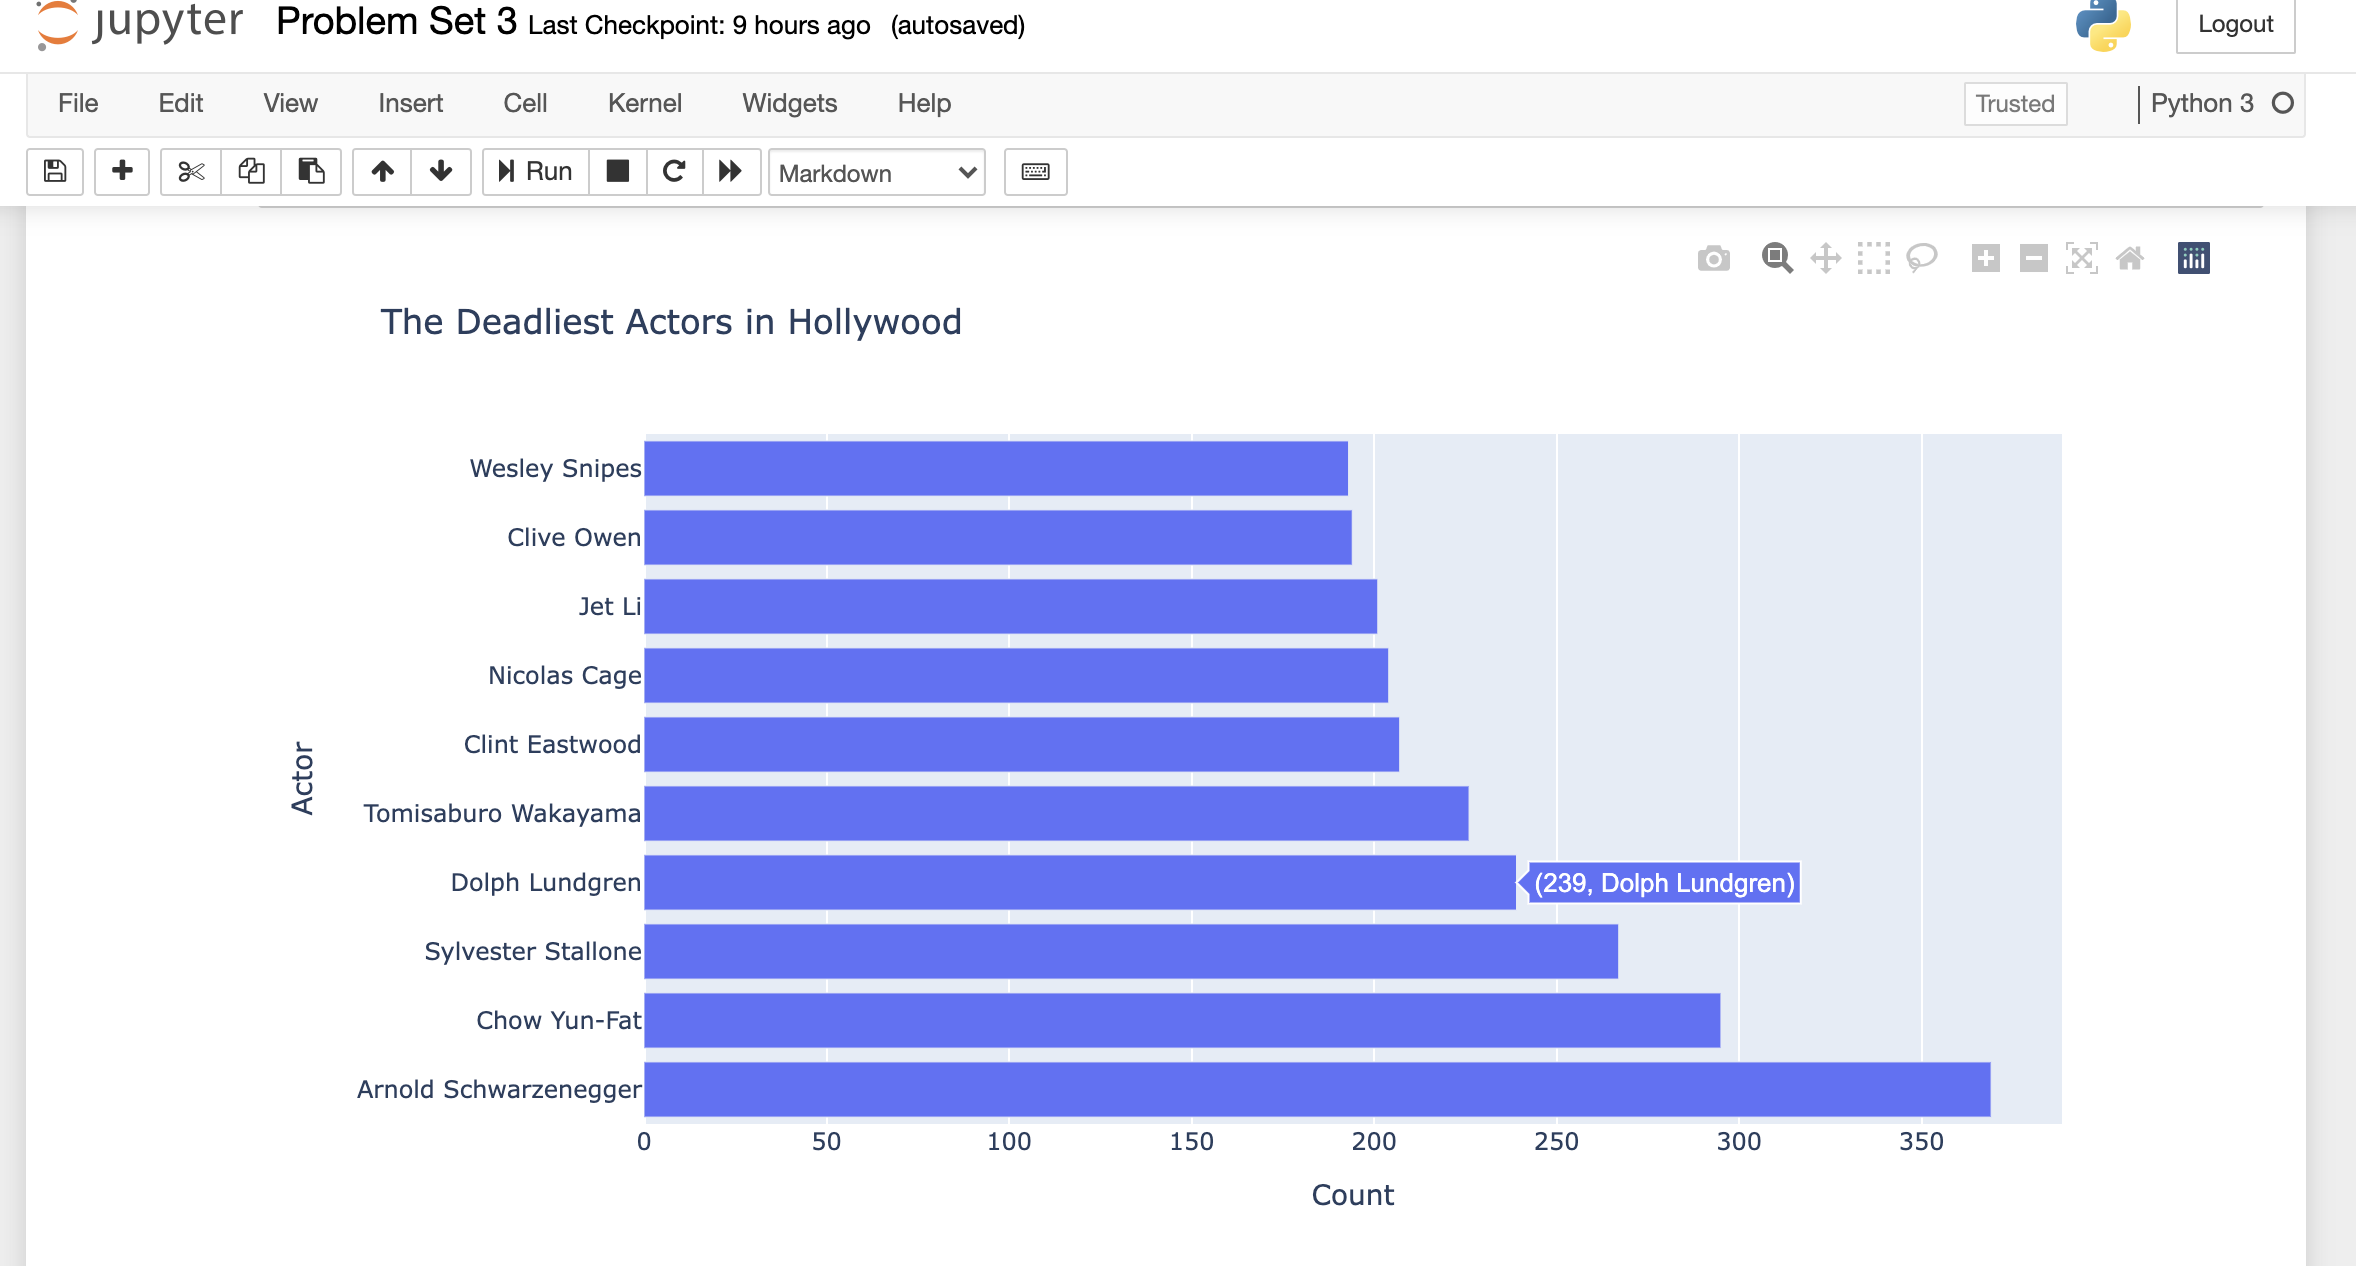 jupyter Problem Set 3 Last Checkpoint: 9 hours ago (autosaved) Logout
File Edit View Insert Cell Kernel Widgets Help Trusted Python 3
Run Markdown
The Deadliest Actors in Hollywood
Wesley Snipes
Clive Owen
Jet Li
Nicolas Cage
Clint Eastwood
Actor
Tomisaburo Wakayama
Dolph Lundgren (239, Dolph Lundgren)
Sylvester Stallone
Chow Yun-Fat
Arnold Schwarzenegger
0 50 100 150 200 250 300 350
Count